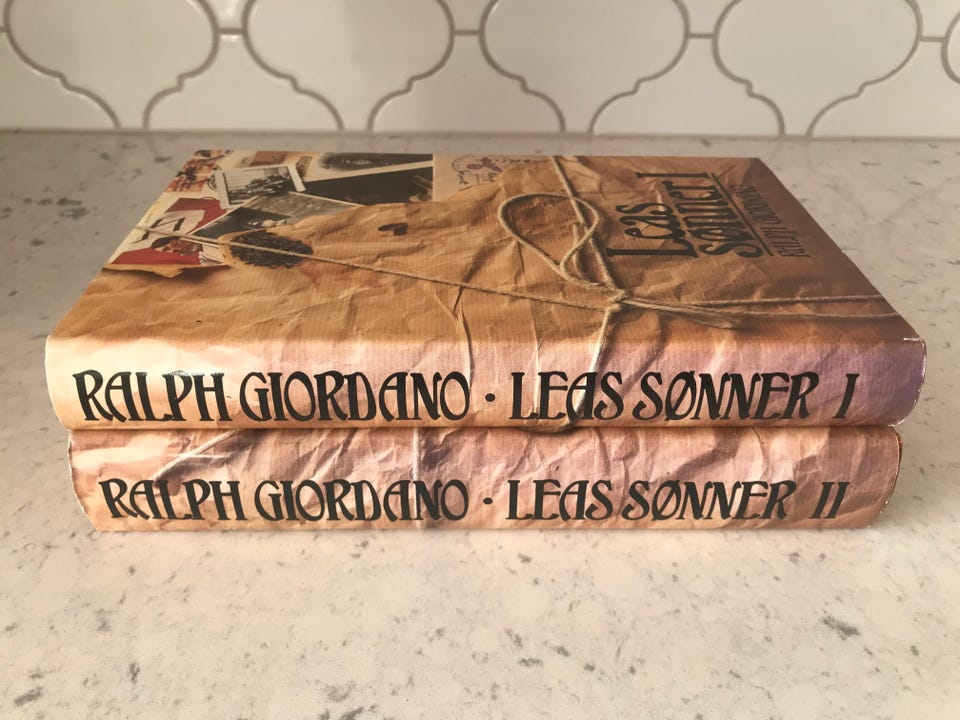 Leas
sønner I
RALPH GIORDANO
RALPH GIORDANO · LEAS SØNNER I
RALPH GIORDANO · LEAS SØNNER II